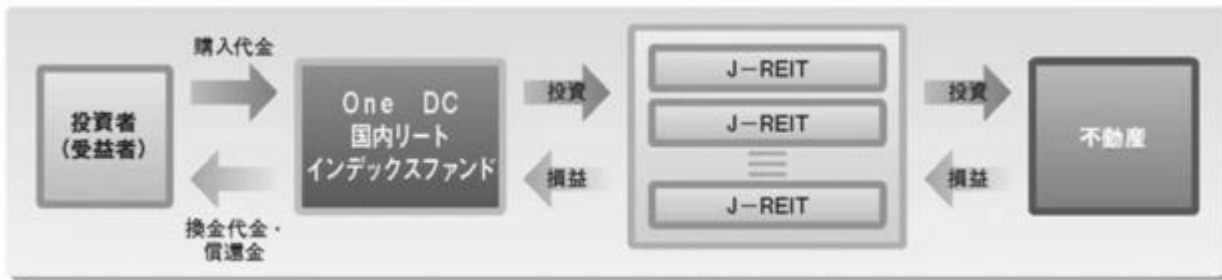 購入代金
投資者
(受益者)
換金代金・
償還金
One DC
国内リート
インデックスファンド
投資
損益
J－REIT
J－REIT
J－REIT
投資
損益
不動産